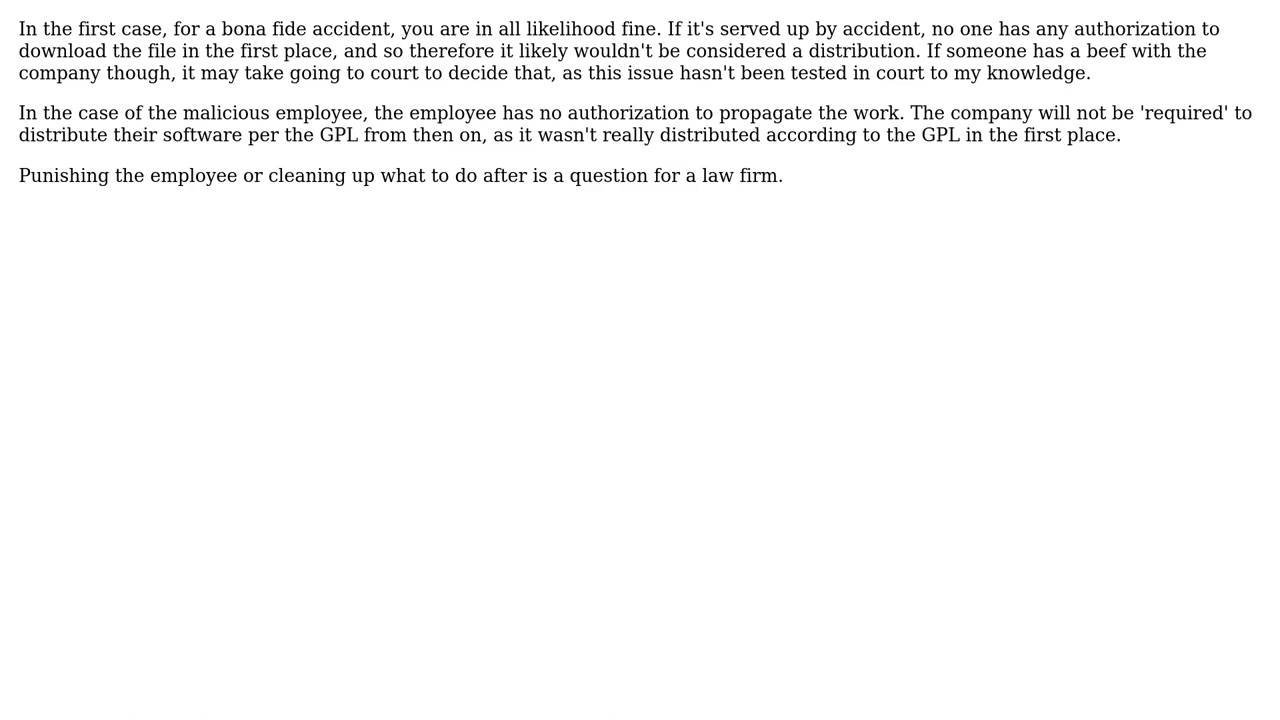 In the first case, for a bona fide accident, you are in all likelihood fine. If it's served up by accident, no one has any authorization to
download the file in the first place, and so therefore it likely wouldn't be considered a distribution. If someone has a beef with the
company though, it may take going to court to decide that, as this issue hasn't been tested in court to my knowledge.
In the case of the malicious employee, the employee has no authorization to propagate the work. The company will not be 'required' to
distribute their software per the GPL from then on, as it wasn't really distributed according to the GPL in the first place.
Punishing the employee or cleaning up what to do after is a question for a law firm.